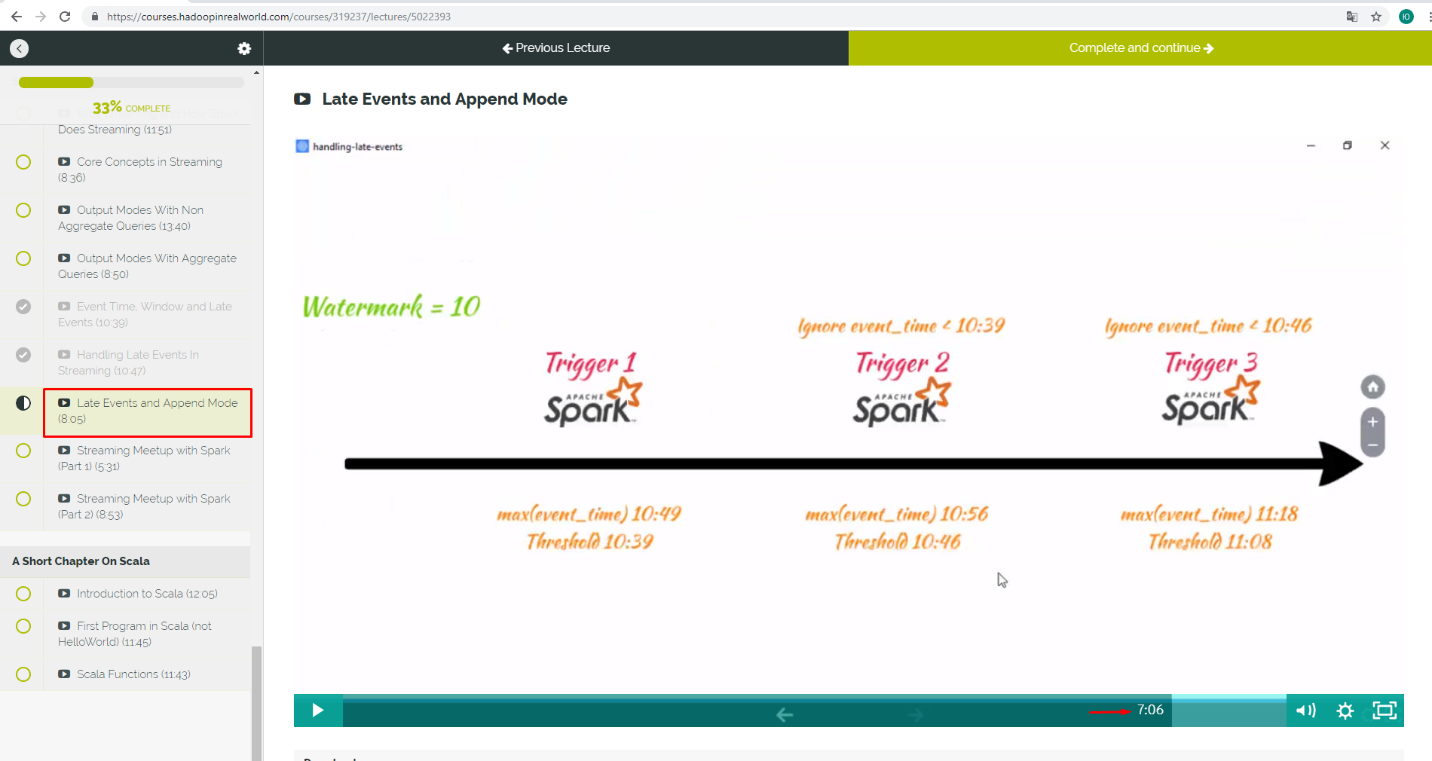 https://courses.hadoopinrealworld.com/courses/319237/lectures/5022393
Ю
Previous Lecture
Complete and continue
33% COMPLETE
Does Streaming (11:51)
Core Concepts in Streaming
(8:36)
Output Modes With Non
Aggregate Queries (13:40)
Output Modes With Aggregate
Queries (8:50)
Event Time, Window and Late
Events (10:39)
Handling Late Events In
Streaming (10:47)
Late Events and Append Mode
(8:05)
Streaming Meetup with Spark
(Part 1) (5:31)
Streaming Meetup with Spark
(Part 2) (8:53)
A Short Chapter On Scala
Introduction to Scala (12:05)
First Program in Scala (not
HelloWorld) (11:45)
Scala Functions (11:43)
Late Events and Append Mode
handling-late-events
Watermark = 10
Ignore event_time < 10:39
Ignore event_time < 10:46
Trigger 1
Trigger 2
Trigger 3
APACHE Spark
APACHE Spark
APACHE Spark
max(event_time) 10:49
Threshold 10:39
max(event_time) 10:56
Threshold 10:46
max(event_time) 11:18
Threshold 11:08
7:06